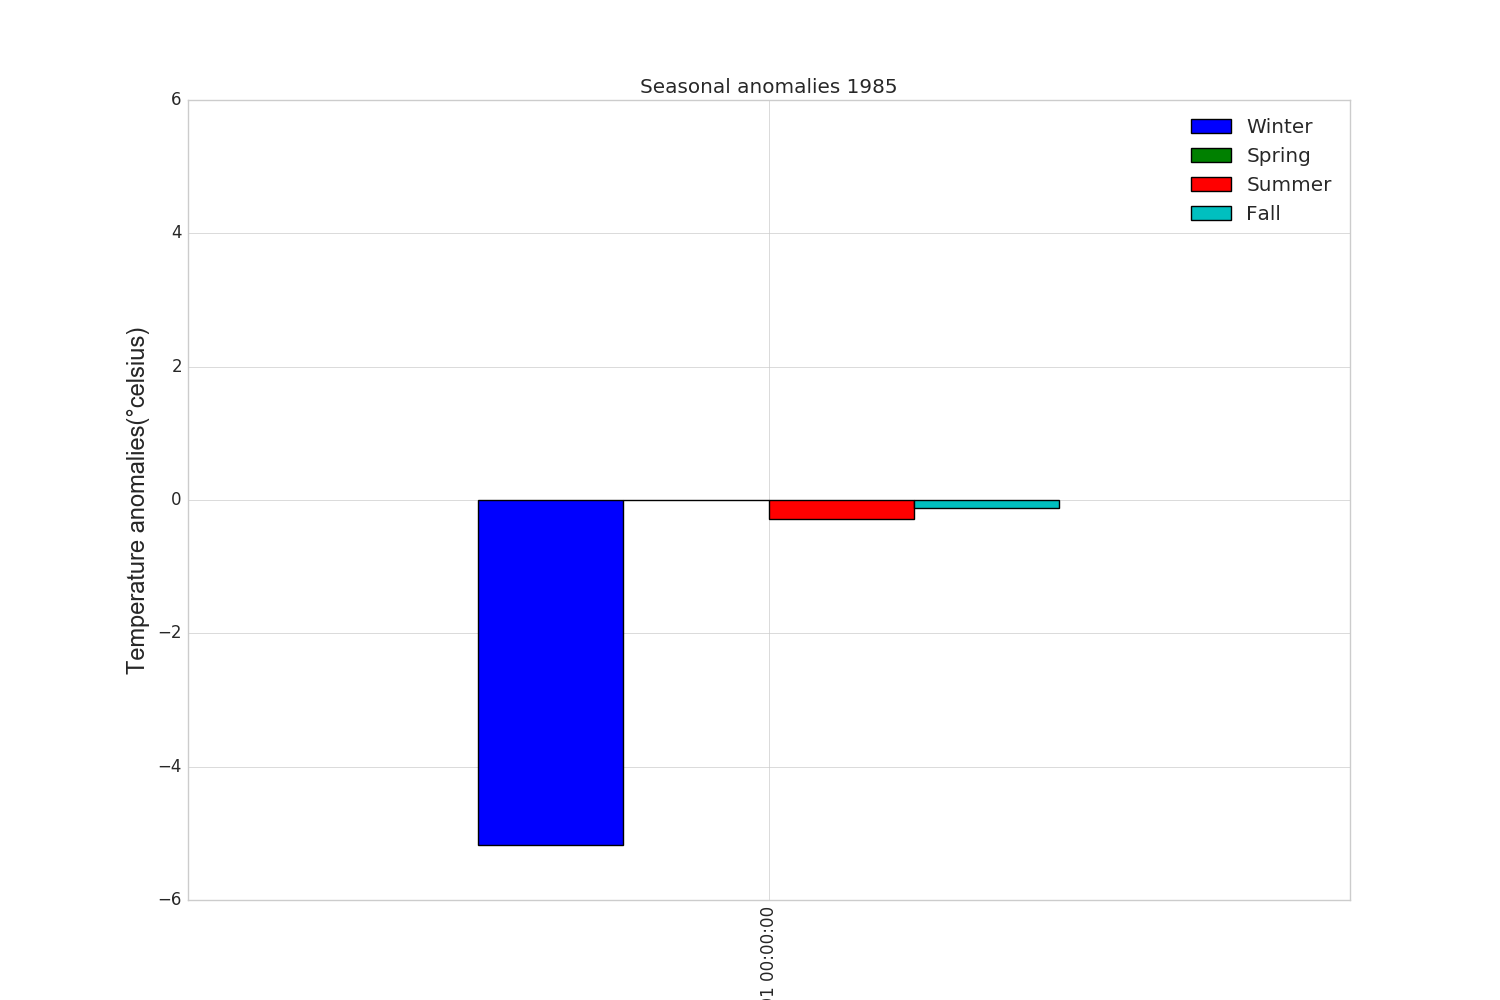 Seasonal anomalies 1985
Winter
Spring
Summer
Fall
Temperature anomalies(°celsius)
6
4
2
0
−2
−4
−6
00:00:00